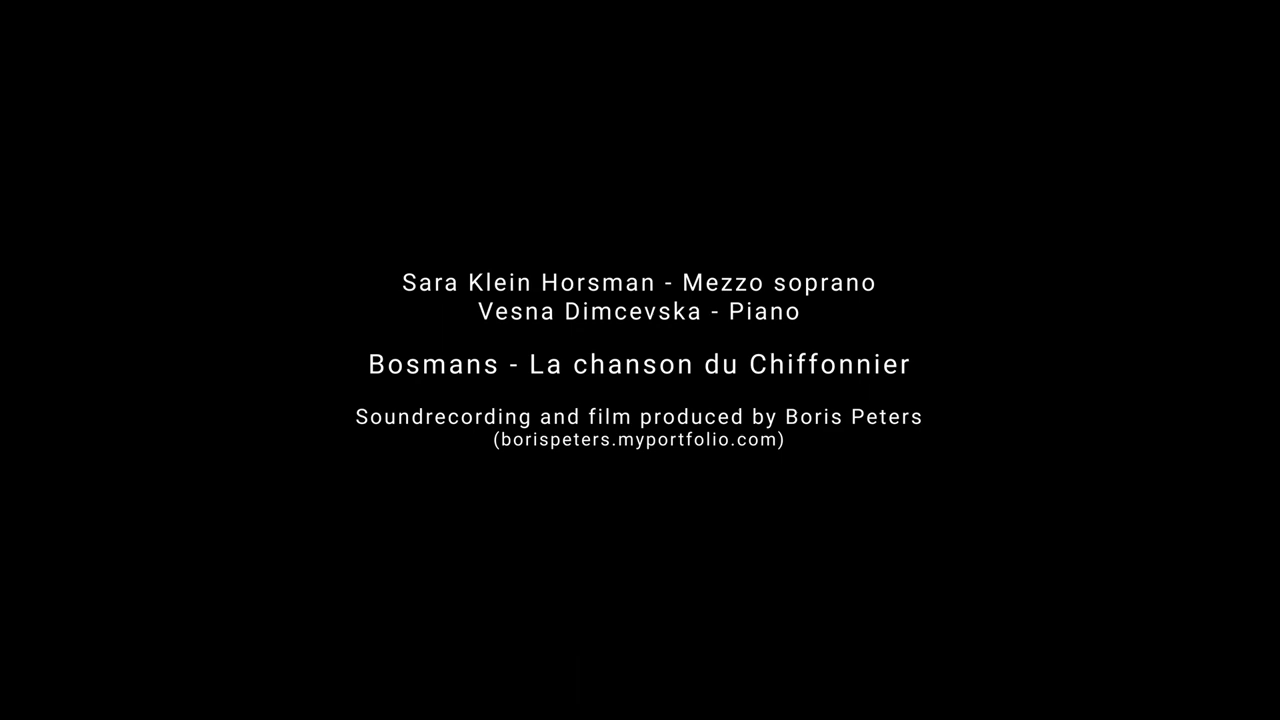 Sara Klein Horsman - Mezzo soprano
Vesna Dimcevska - Piano
Bosmans - La chanson du Chiffonnier
Soundrecording and film produced by Boris Peters
(borispeters.myportfolio.com)